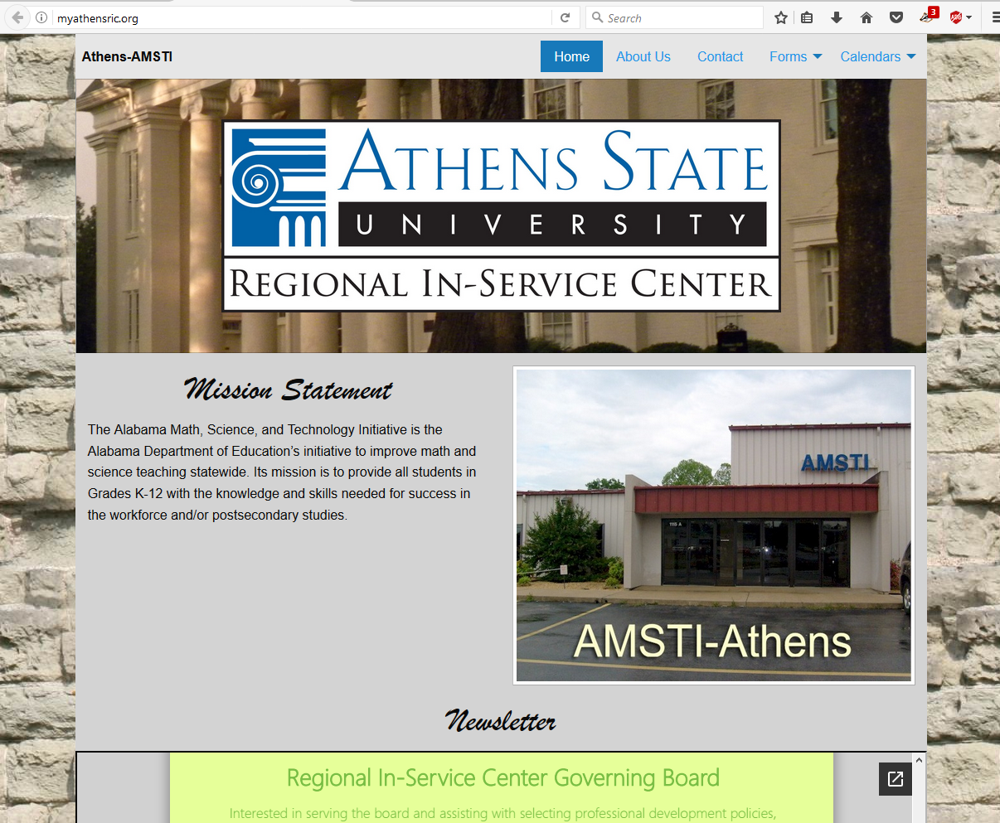 myathensric.org
Search
3
ABP
Athens-AMSTI
Home About Us Contact Forms Calendars
ATHENS STATE
UNIVERSITY
REGIONAL IN-SERVICE CENTER
Mission Statement
The Alabama Math, Science, and Technology Initiative is the
Alabama Department of Education’s initiative to improve math and
science teaching statewide. Its mission is to provide all students in
Grades K-12 with the knowledge and skills needed for success in
the workforce and/or postsecondary studies.
AMSTI
1115 A
AMSTI-Athens
Newsletter
Regional In-Service Center Governing Board
Interested in serving the board and assisting with selecting professional development policies,